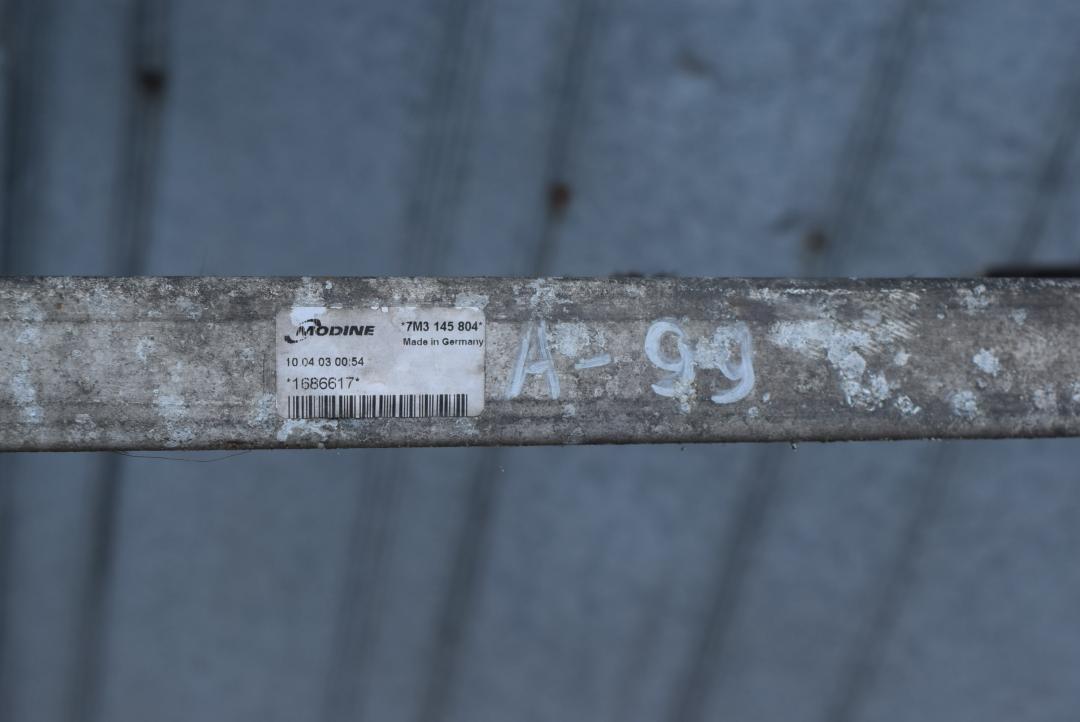 MODINE
*7M3 145 804*
Made in Germany
10 04 03 00:54
*1686617*
A-99